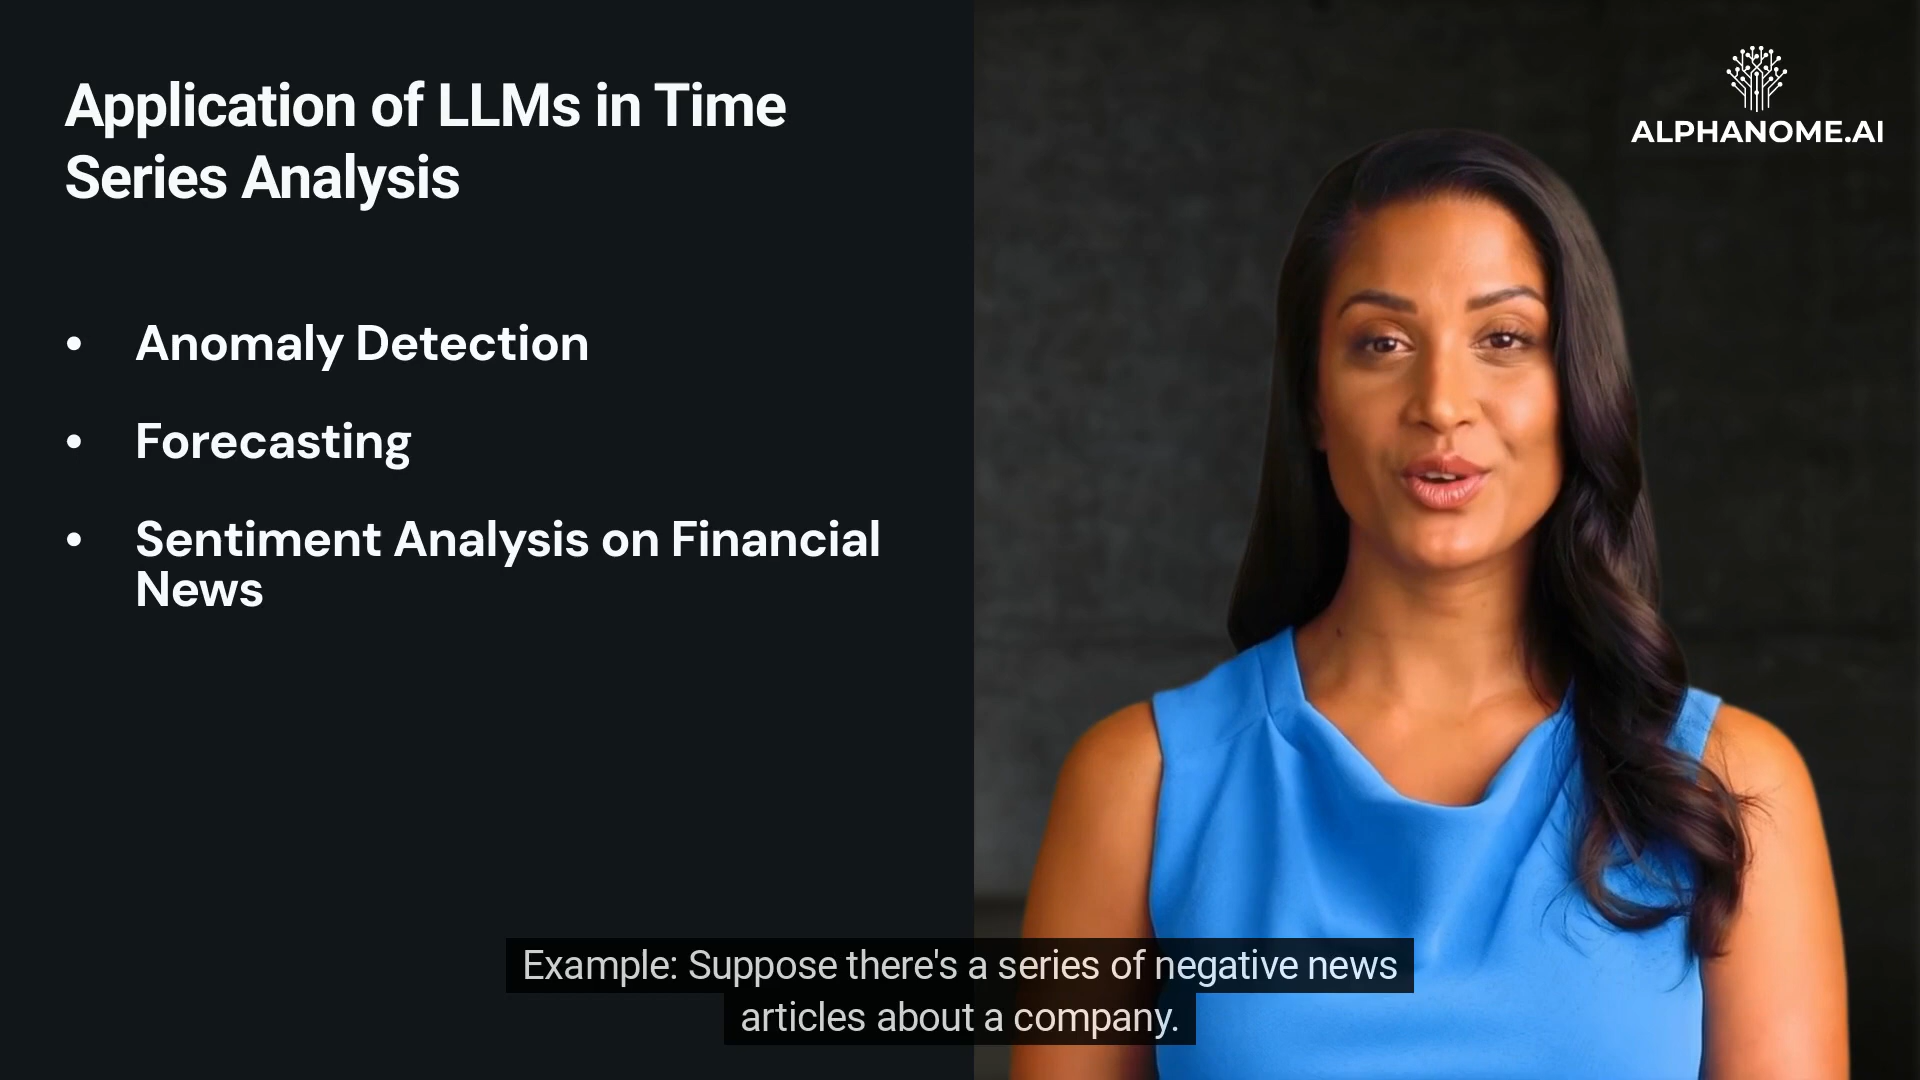 Application of LLMs in Time
Series Analysis
• Anomaly Detection
• Forecasting
• Sentiment Analysis on Financial
News
ALPHANOME.AI
Example: Suppose there's a series of negative news
articles about a company.